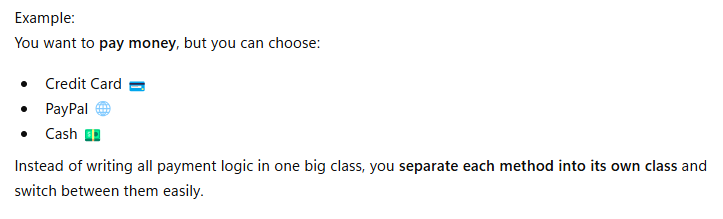 Example:
You want to pay money, but you can choose:
• Credit Card 💳
• PayPal 🌐
• Cash 💵
Instead of writing all payment logic in one big class, you separate each method into its own class and
switch between them easily.